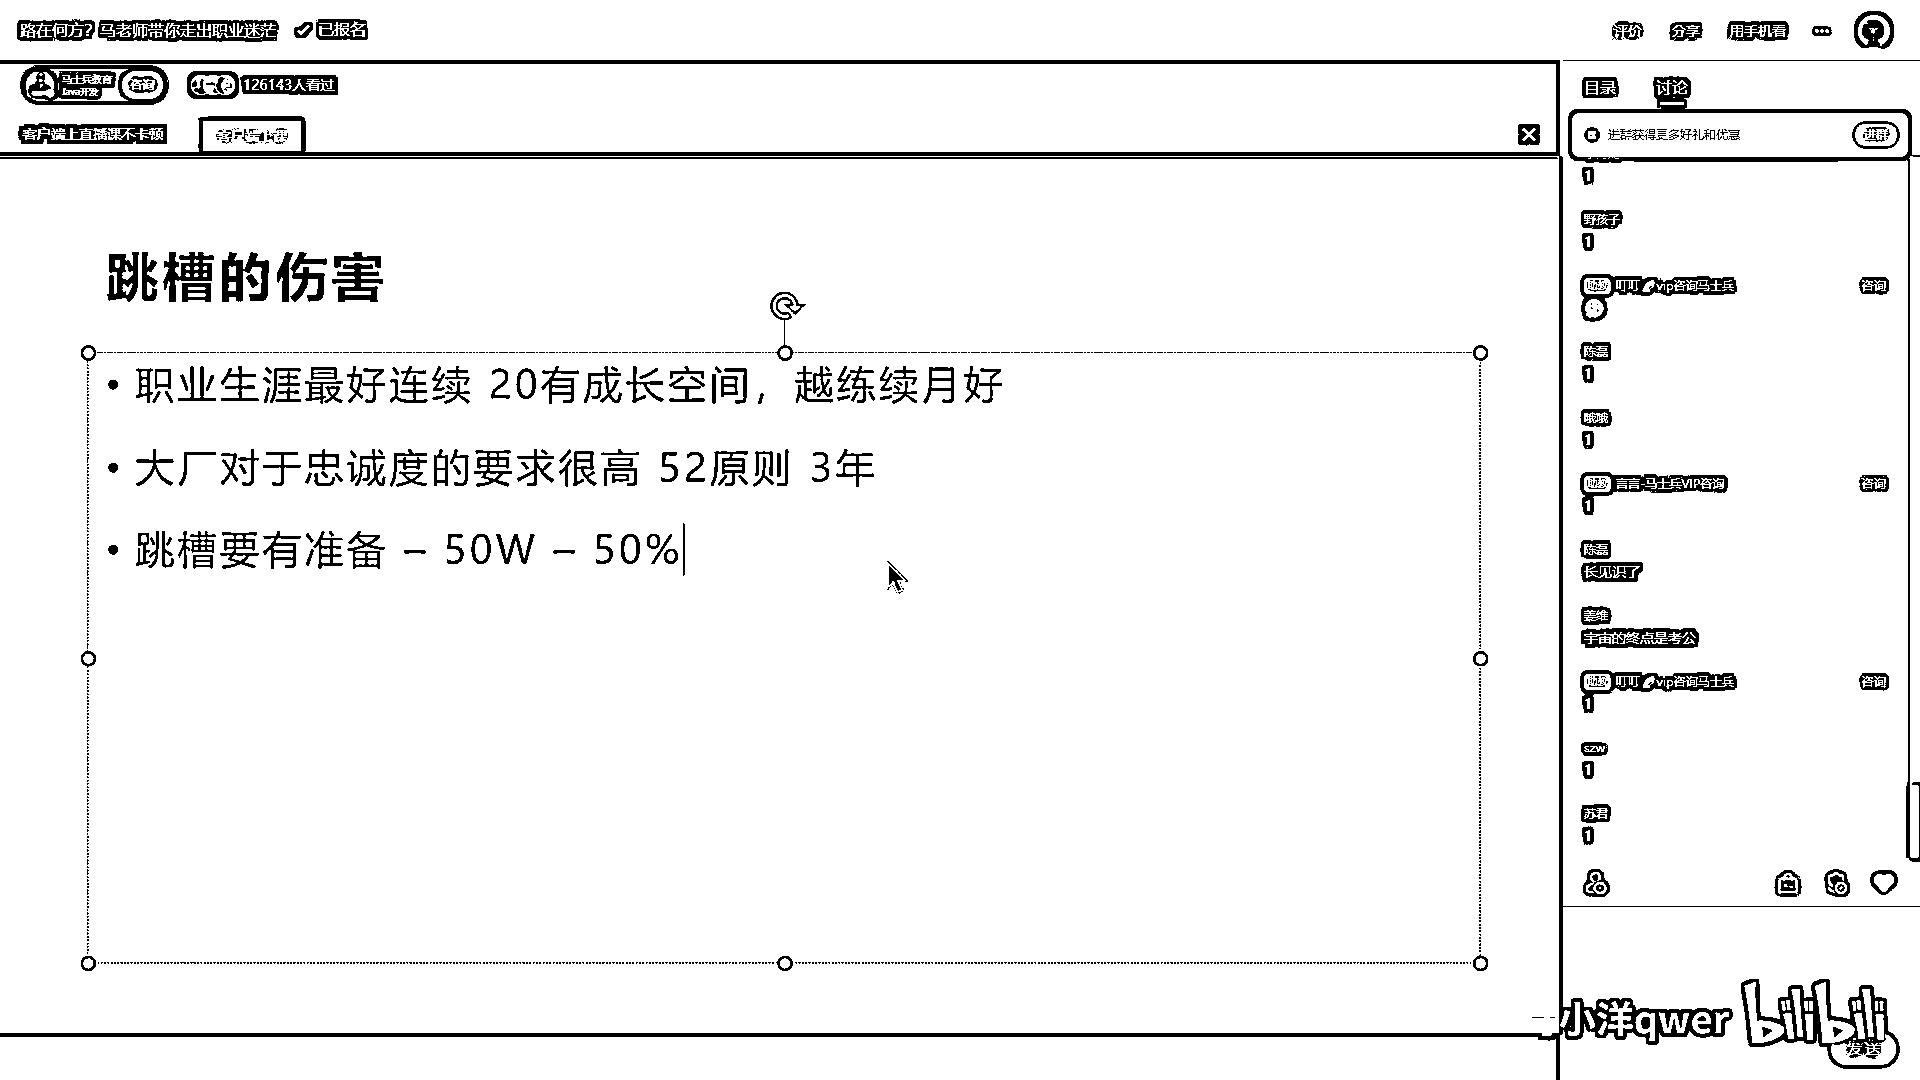 路在何方？马老师带你走出职业迷茫 已报名
评价 分享 用手机看
马士兵教育
Java开发
咨询
126143人看过
客户端上直播课不卡顿
目录 讨论
进群获得更多好礼和优惠 进群
跳槽的伤害
• 职业生涯最好连续 20有成长空间，越练续月好
• 大厂对于忠诚度的要求很高 52原则 3年
• 跳槽要有准备 – 50W – 50%
1
野孩子
1
叮叮 vip咨询马士兵 咨询
陈磊
1
哦哦
1
言言-马士兵VIP咨询 咨询
1
陈磊
长见识了
姜维
宇宙的终点是考公
叮叮 vip咨询马士兵 咨询
1
szw
1
苏君
1
小洋qwer bilibili
发送